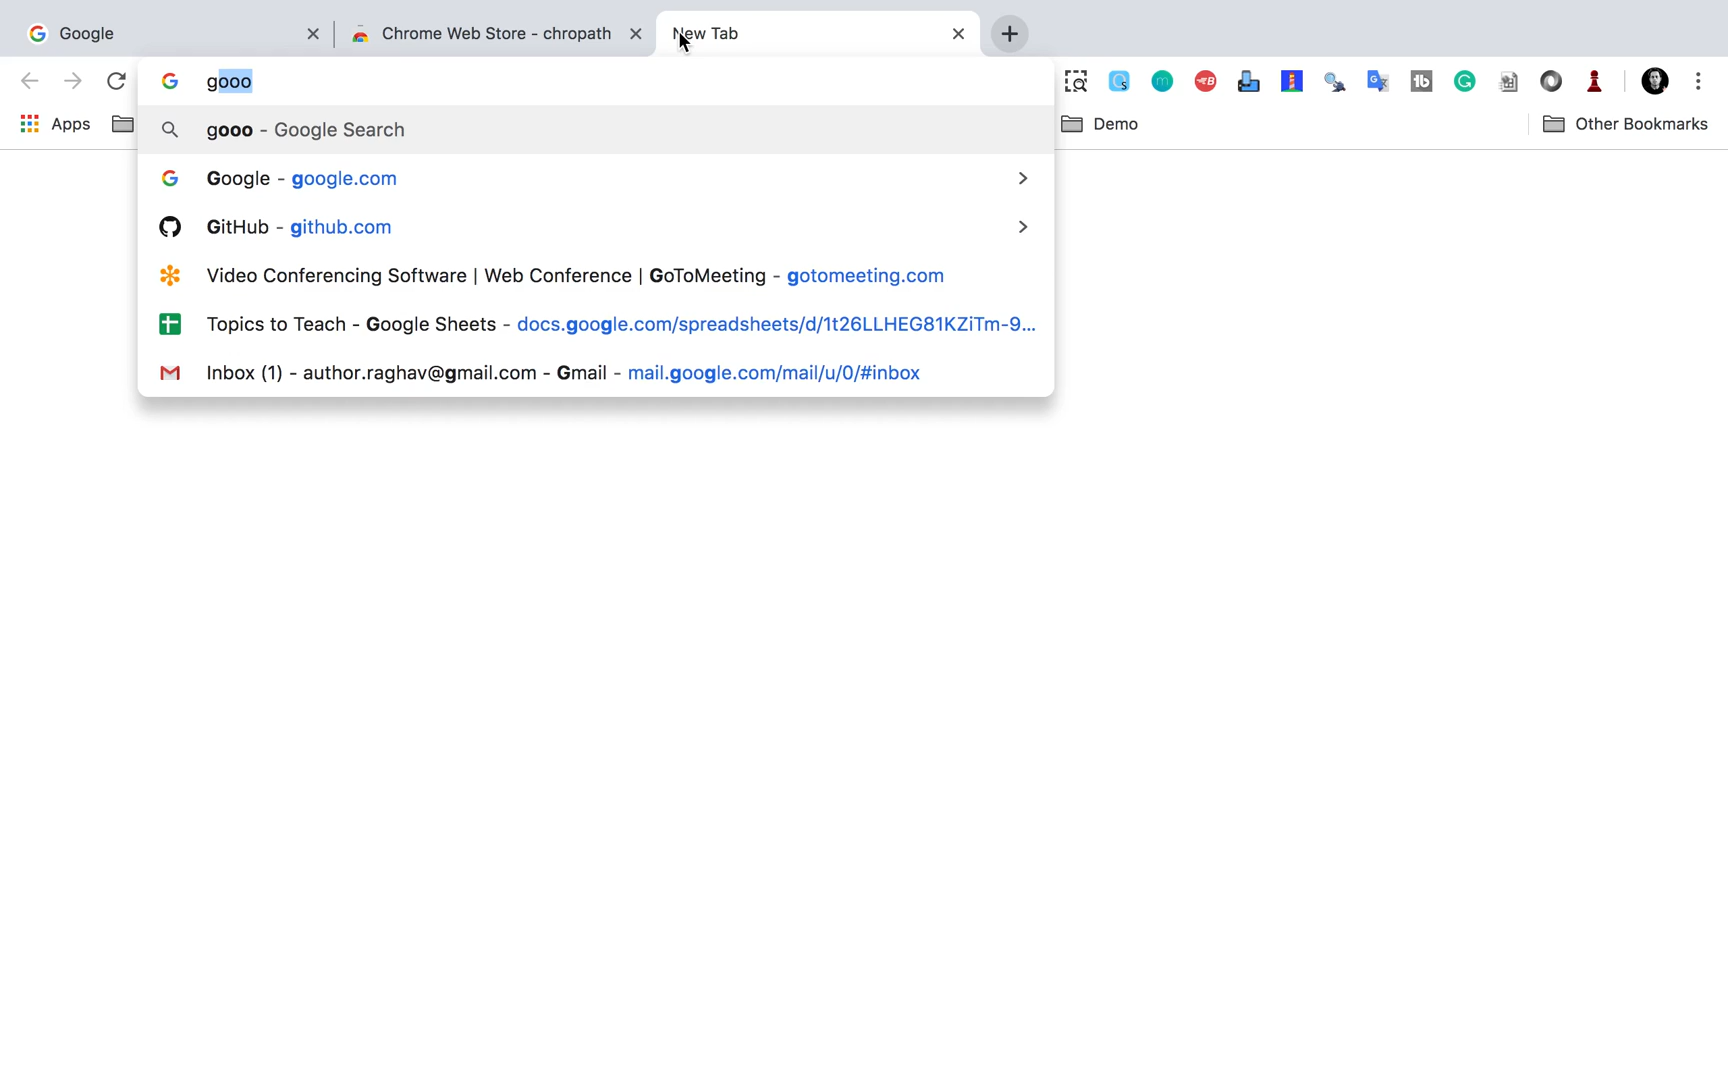 Google
Chrome Web Store - chropath
New Tab
gooo
Apps
Demo
Other Bookmarks
gooo - Google Search
Google - google.com
GitHub - github.com
Video Conferencing Software | Web Conference | GoToMeeting - gotomeeting.com
Topics to Teach - Google Sheets - docs.google.com/spreadsheets/d/1t26LLHEG81KZiTm-9...
Inbox (1) - author.raghav@gmail.com - Gmail - mail.google.com/mail/u/0/#inbox